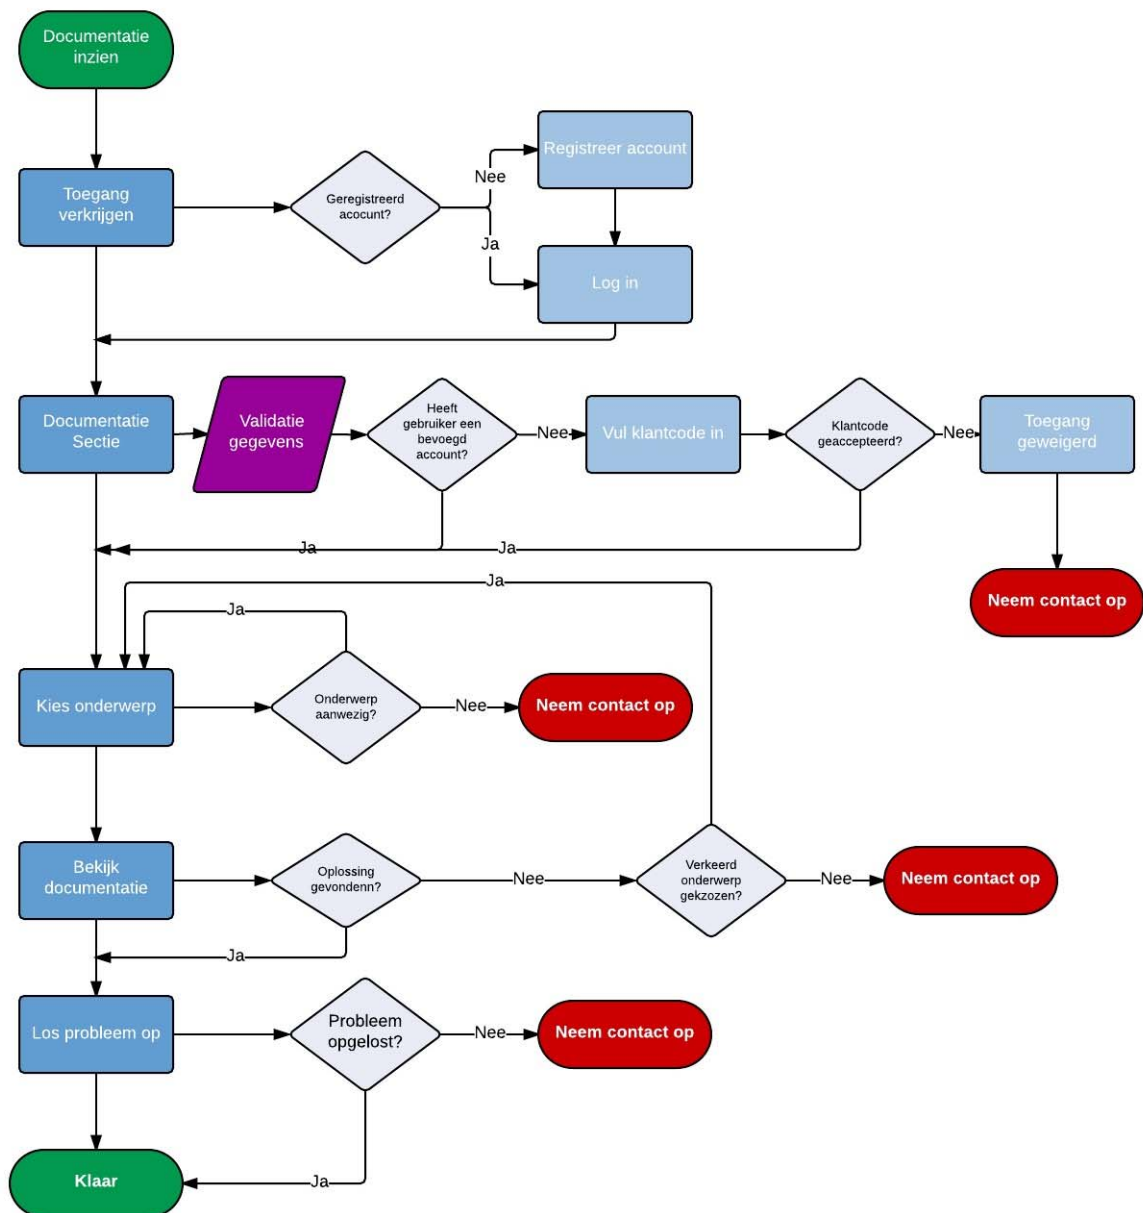 Documentatie
inzien
Registreer account
Nee
Toegang
verkrijgen
Geregistreerd
acocunt?
Ja
Log in
Documentatie
Sectie
Validatie
gegevens
Heeft
gebruiker een
bevoegd
account?
Nee
Vul klantcode in
Klantcode
geaccepteerd?
Nee
Toegang
geweigerd
Ja
Ja
Ja
Neem contact op
Ja
Kies onderwerp
Onderwerp
aanwezig?
Nee
Neem contact op
Bekijk
documentatie
Oplossing
gevondenn?
Nee
Verkeerd
onderwerp
gekzozen?
Nee
Neem contact op
Ja
Los probleem op
Probleem
opgelost?
Nee
Neem contact op
Klaar
Ja